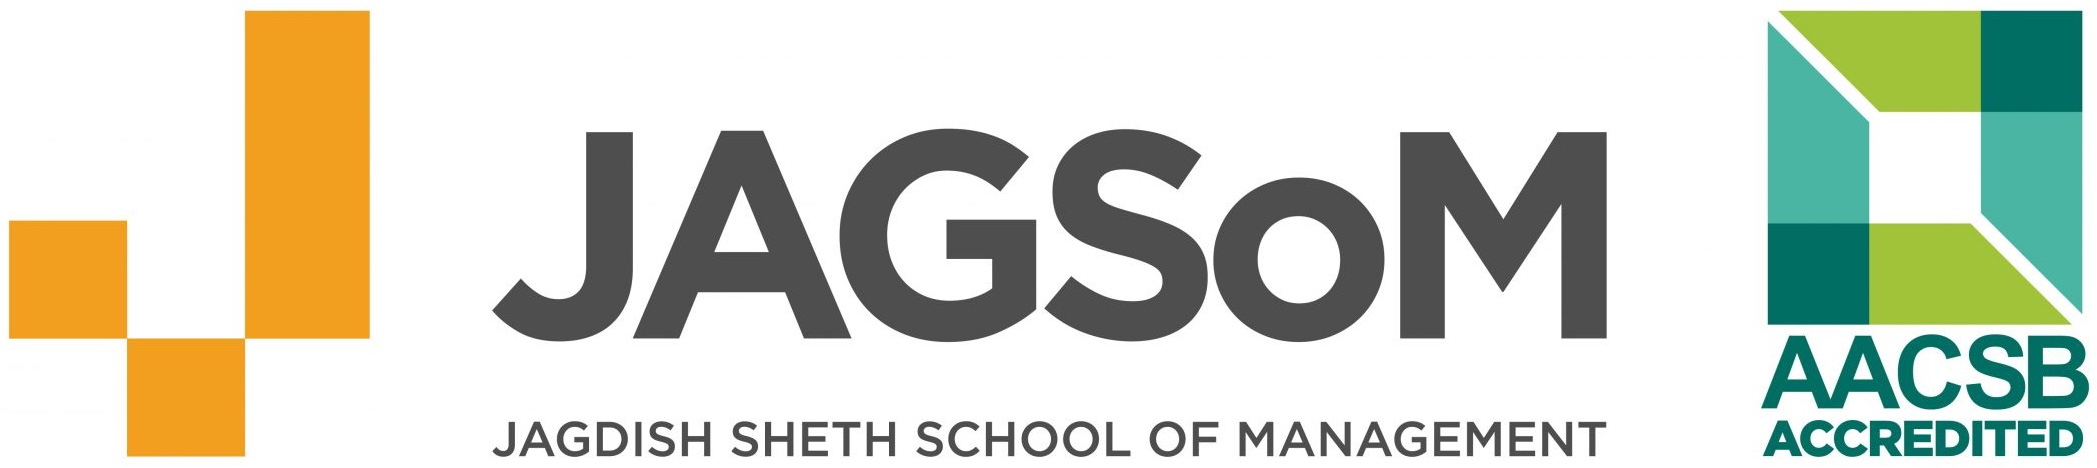 JAGSoM
JAGDISH SHETH SCHOOL OF MANAGEMENT
AACSB
ACCREDITED